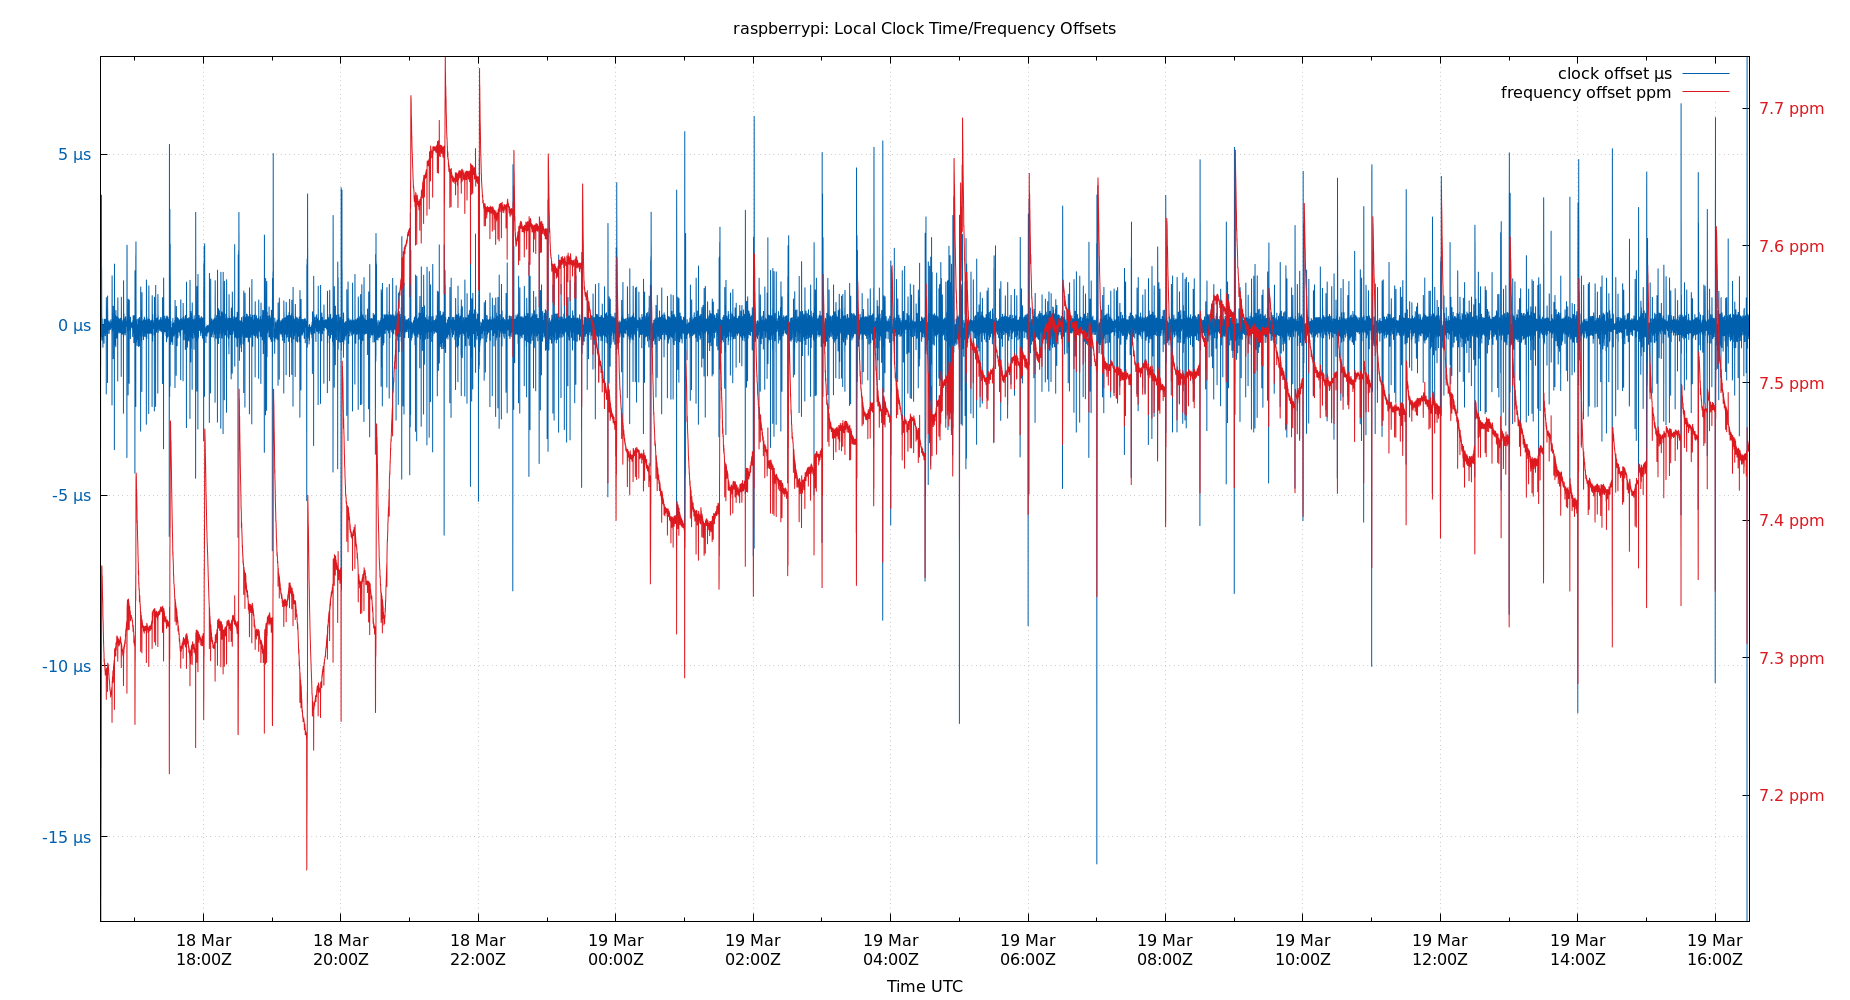 raspberrypi: Local Clock Time/Frequency Offsets
clock offset µs
frequency offset ppm
5 µs
0 µs
-5 µs
-10 µs
-15 µs
7.7 ppm
7.6 ppm
7.5 ppm
7.4 ppm
7.3 ppm
7.2 ppm
18 Mar
18:00Z
18 Mar
20:00Z
18 Mar
22:00Z
19 Mar
00:00Z
19 Mar
02:00Z
19 Mar
04:00Z
19 Mar
06:00Z
19 Mar
08:00Z
19 Mar
10:00Z
19 Mar
12:00Z
19 Mar
14:00Z
19 Mar
16:00Z
Time UTC